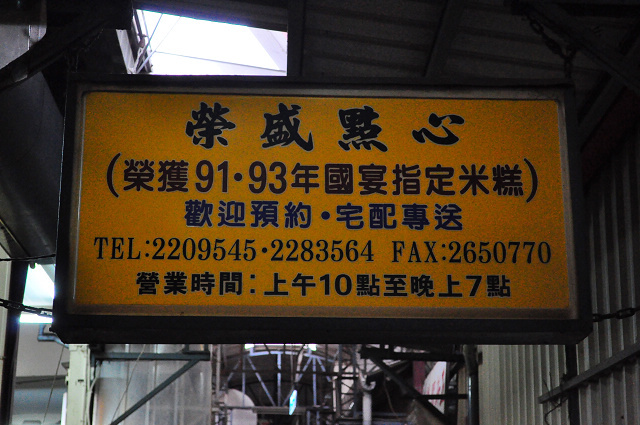 榮盛點心
(榮獲91·93年國宴指定米糕)
歡迎預約·宅配專送
TEL:2209545·2283564 FAX:2650770
營業時間:上午10點至晚上7點